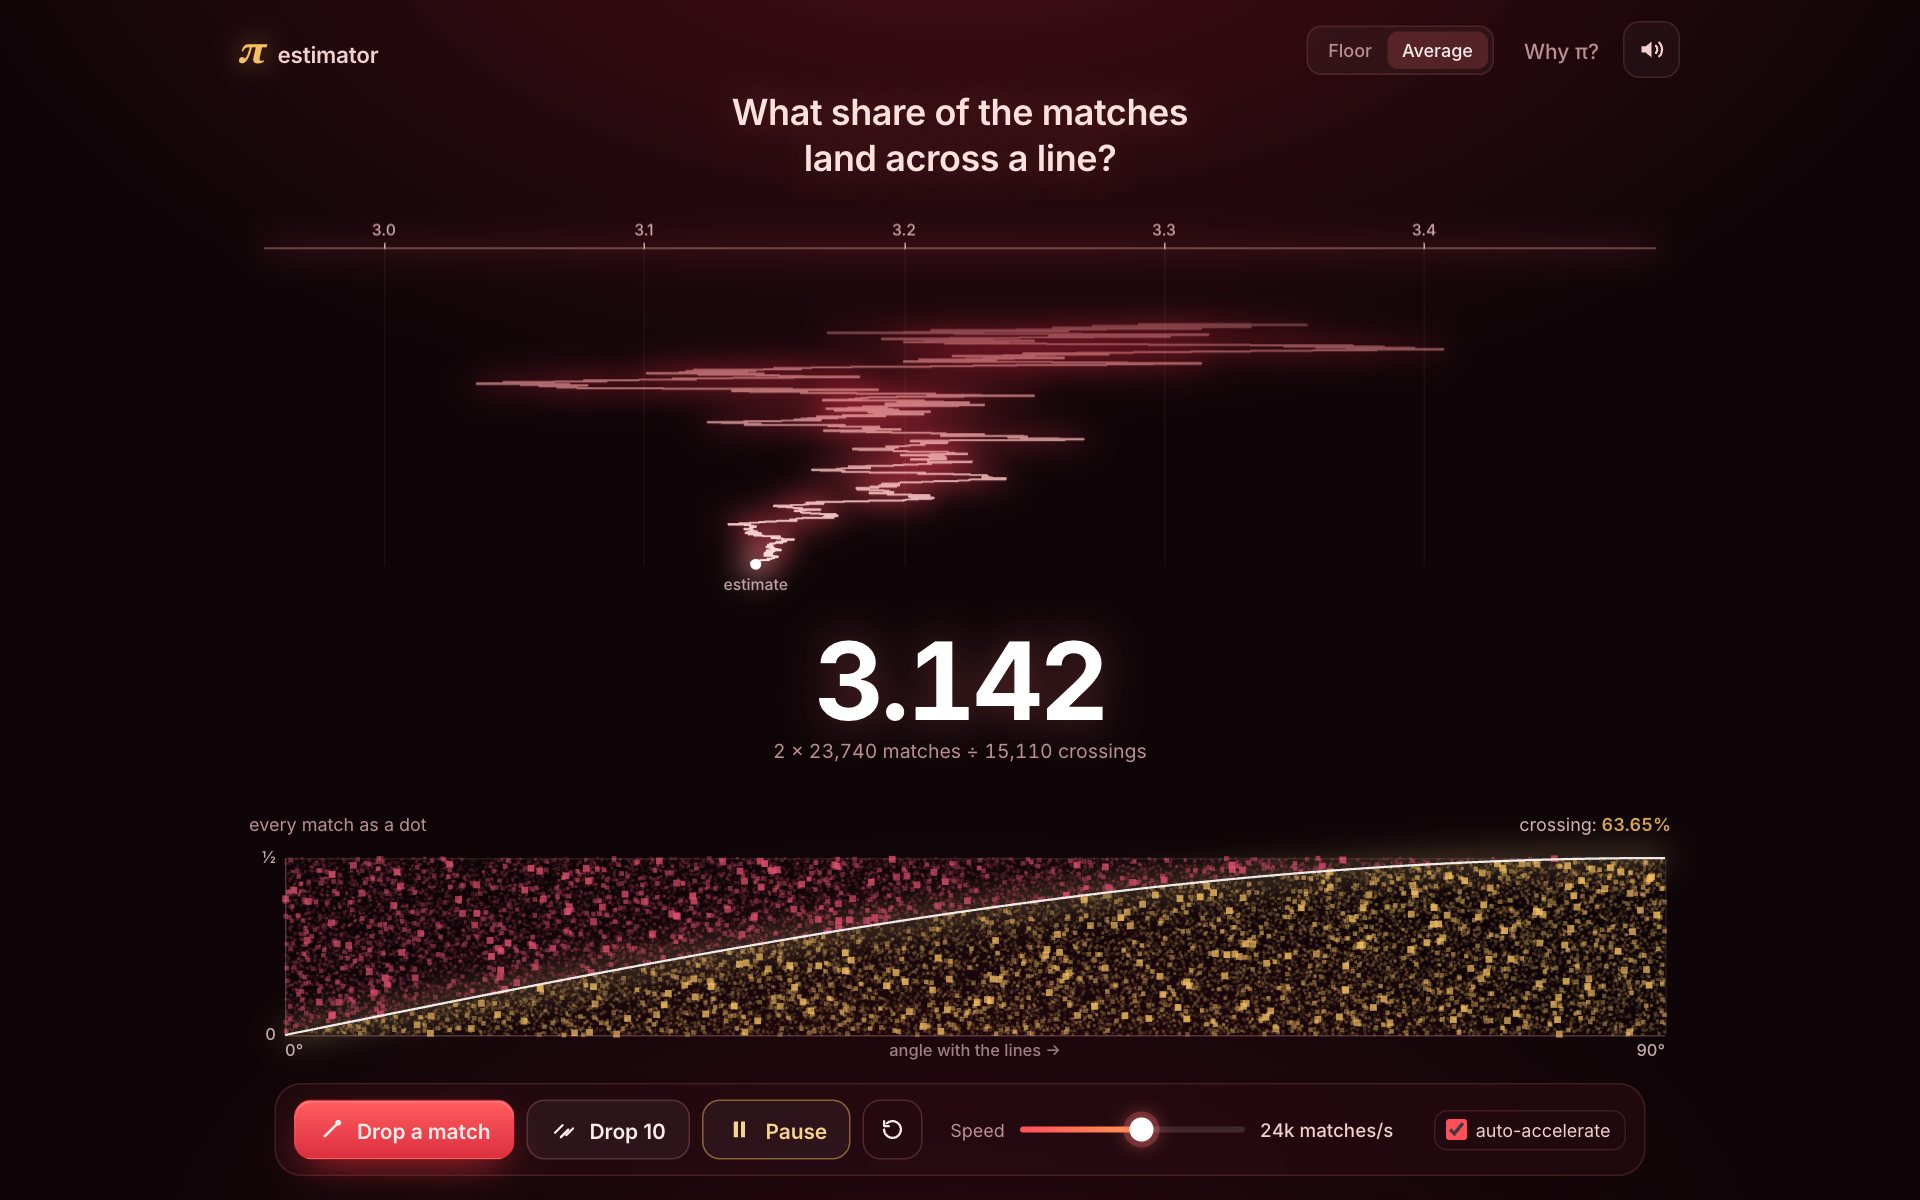 π estimator
Floor Average Why π?
What share of the matches
land across a line?
3.0 3.1 3.2 3.3 3.4
estimate
3.142
2 × 23,740 matches ÷ 15,110 crossings
every match as a dot crossing: 63.65%
½
0
0° angle with the lines → 90°
Drop a match Drop 10 Pause Speed 24k matches/s auto-accelerate